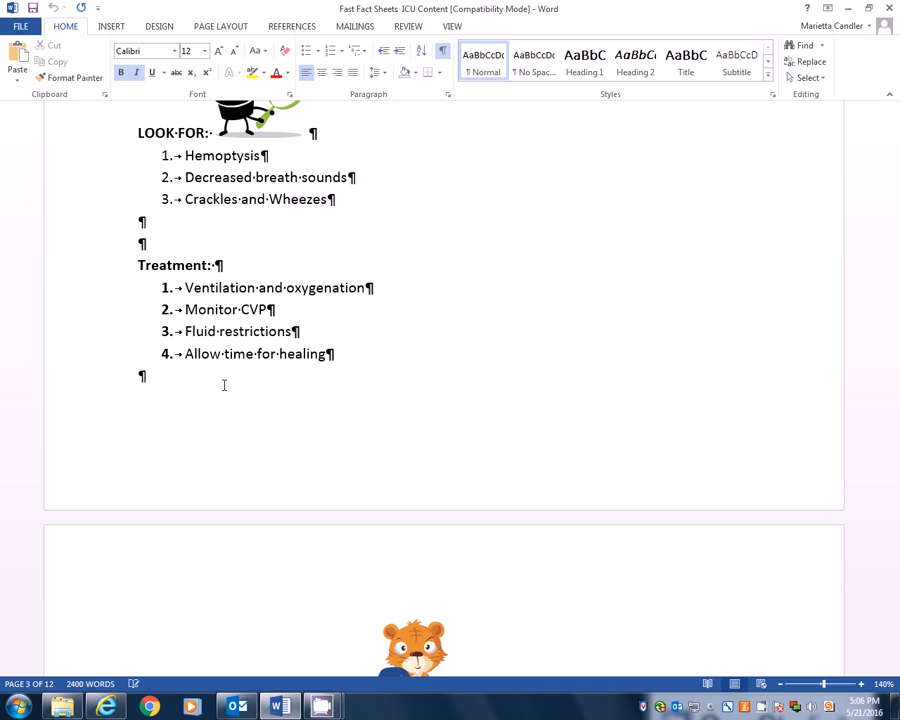 Fast Fact Sheets ICU Content [Compatibility Mode] - Word
FILE HOME INSERT DESIGN PAGE LAYOUT REFERENCES MAILINGS REVIEW VIEW Marietta Candler
Paste Cut Copy Format Painter
Calibri 12
AaBbCcDc AaBbCcDc AaBbC AaBbCc AaBbC AaBbCcD
¶ Normal ¶ No Spac... Heading 1 Heading 2 Title Subtitle
Find Replace Select
Clipboard Font Paragraph Styles Editing
LOOK FOR: ¶
1. Hemoptysis¶
2. Decreased breath sounds¶
3. Crackles and Wheezes¶
¶
¶
Treatment: ¶
1. Ventilation and oxygenation¶
2. Monitor CVP¶
3. Fluid restrictions¶
4. Allow time for healing¶
¶
PAGE 3 OF 12 2400 WORDS 140%
5:06 PM
5/21/2016